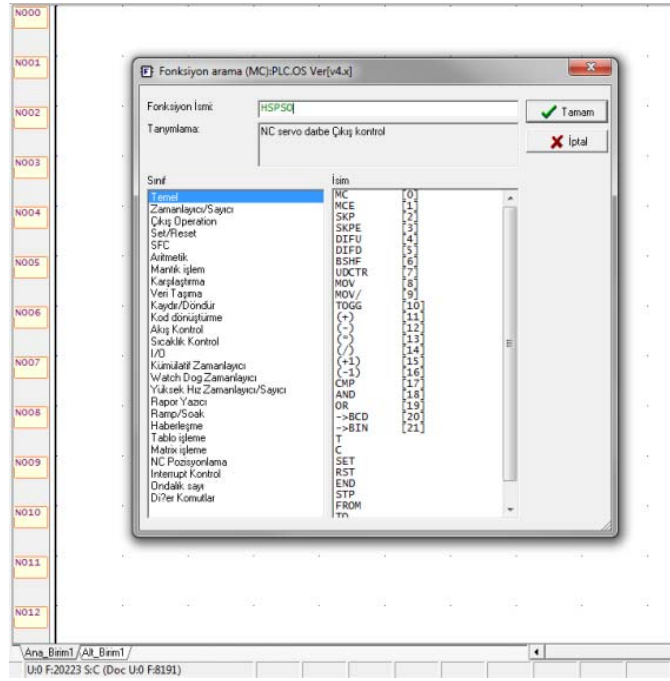 N000
N001
Fonksiyon arama (MC):PLC.OS Ver[v4.x]
Fonksiyon İsmi:
HSPSO
Tamam
N002
Tanımlama:
NC servo darbe Çıkış kontrol
İptal
N003
Sınıf
İsim
Temel
Zamanlayıcı/Sayıcı
Çıkış Operation
Set/Reset
SFC
Aritmetik
Mantık işlem
Karşılaştırma
Veri Taşıma
Kaydır/Döndür
Kod dönüştürme
Akış Kontrol
Sıcaklık Kontrol
I/O
Kümülatif Zamanlayıcı
Watch Dog Zamanlayıcı
Yüksek Hız Zamanlayıcı/Sayıcı
Rapor Yazıcı
Ramp/Soak
Haberleşme
Tablo işleme
Matrix işleme
NC Pozisyonlama
Interrupt Kontrol
Ondalık sayı
Di?er Komutlar
MC [0]
MCE [1]
SKP [2]
SKPE [3]
DIFU [4]
DIFD [5]
BSHF [6]
UDCTR [7]
MOV [8]
MOV/ [9]
TOGG [10]
(+) [11]
(-) [12]
(*) [13]
(/) [14]
(+1) [15]
(-1) [16]
CMP [17]
AND [18]
OR [19]
->BCD [20]
->BIN [21]
T
C
SET
RST
END
STP
FROM
TO
N004
N005
N006
N007
N008
N009
N010
N011
N012
Ana_Birim1 / Alt_Birim1
U:0 F:20223 S:C (Doc U:0 F:8191)